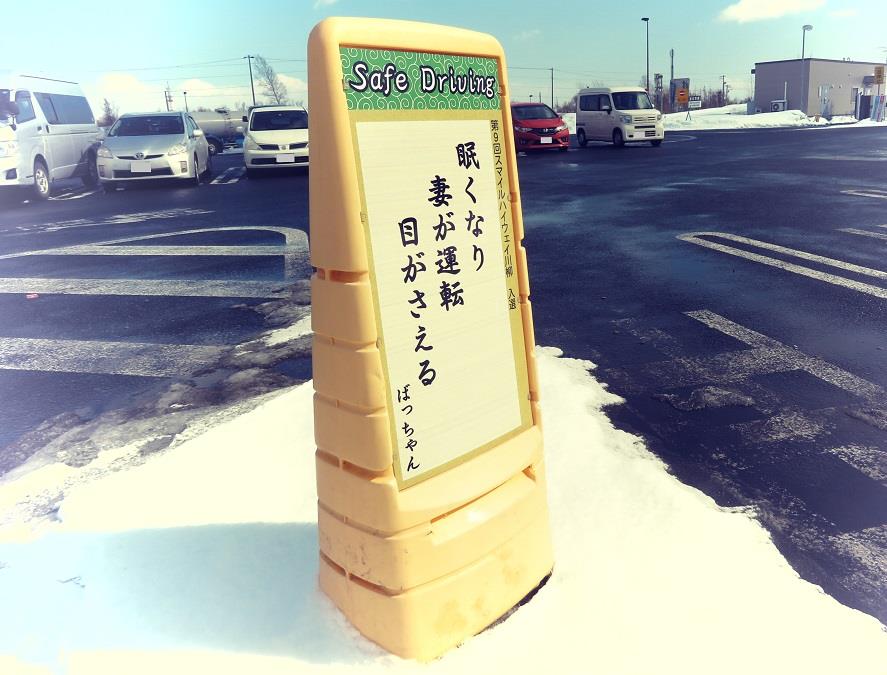 Safe Driving
第9回スマイルハイウェイ川柳 入選
眠くなり
妻が運転
目がさえる
ばっちゃん